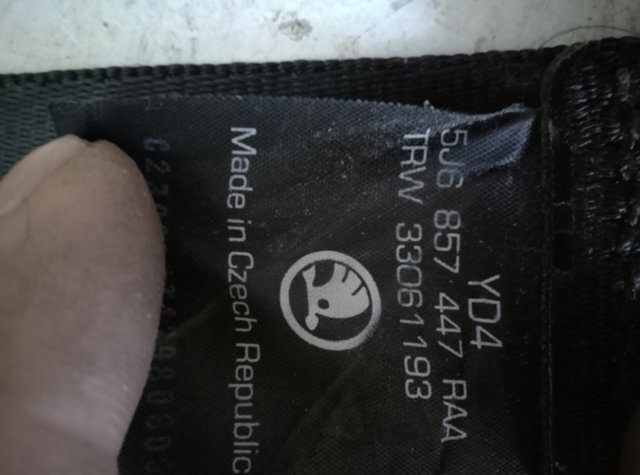 YD4
5J6 857 447 RAA
TRW 33061193
Made in Czech Republic